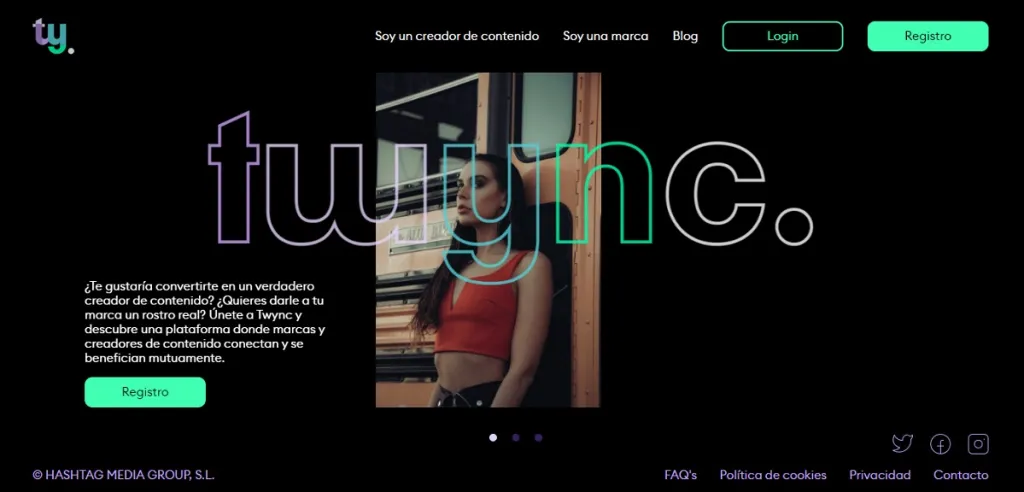 ty.
Soy un creador de contenido Soy una marca Blog Login Registro
twync.
¿Te gustaría convertirte en un verdadero
creador de contenido? ¿Quieres darle a tu
marca un rostro real? Únete a Twync y
descubre una plataforma donde marcas y
creadores de contenido conectan y se
benefician mutuamente.
Registro
© HASHTAG MEDIA GROUP, S.L. FAQ's Política de cookies Privacidad Contacto